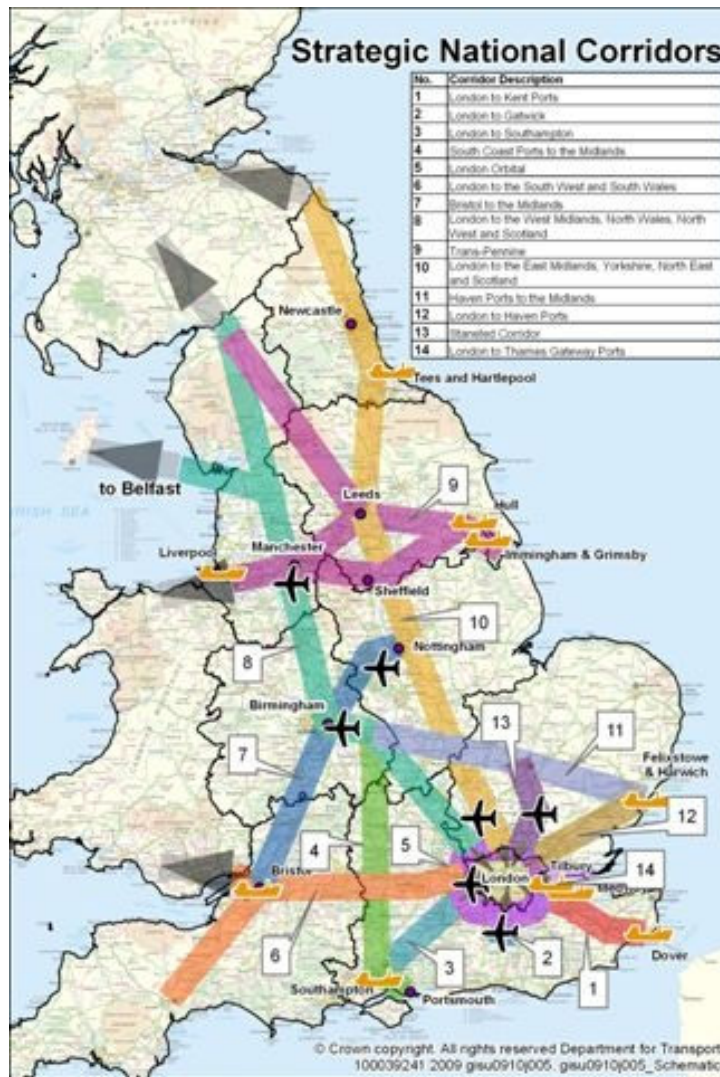 Strategic National Corridors
No. Corridor Description
1 London to Kent Ports
2 London to Gatwick
3 London to Southampton
4 South Coast Ports to the Midlands
5 London Orbital
6 London to the South West and South Wales
7 Bristol to the Midlands
8 London to the West Midlands, North Wales, North
West and Scotland
9 Trans-Pennine
10 London to the East Midlands, Yorkshire, North East
and Scotland
11 Haven Ports to the Midlands
12 London to Haven Ports
13 Stansted Corridor
14 London to Thames Gateway Ports
Newcastle
Tees and Hartlepool
to Belfast
Leeds
9
Hull
Liverpool
Manchester
Immingham & Grimsby
Sheffield
10
8
Nottingham
Birmingham
13
11
7
Felixstowe
& Harwich
4
5
12
Bristol
London
Tilbury
14
6
3
2
1
Dover
Southampton
Portsmouth
© Crown copyright. All rights reserved Department for Transport
100039241 2009 gisu0910j005. gisu0910j005_Schematic